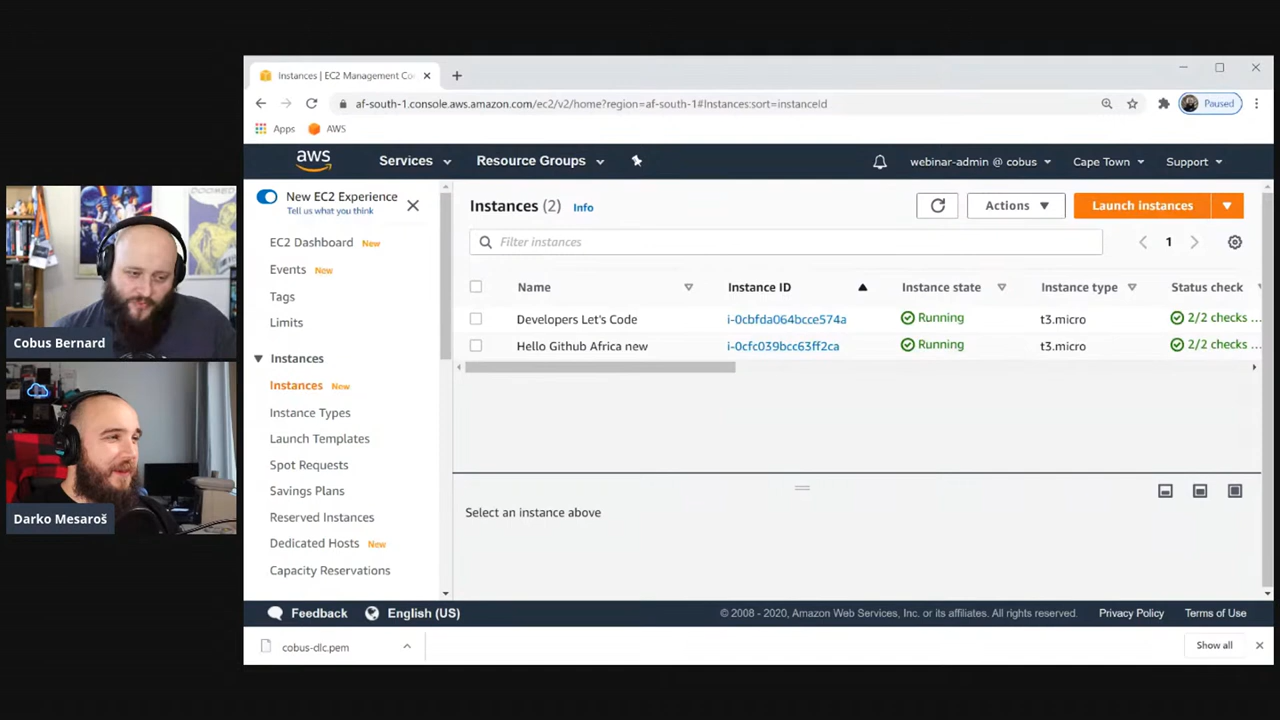 Instances | EC2 Management Co
af-south-1.console.aws.amazon.com/ec2/v2/home?region=af-south-1#Instances:sort=instanceId
Paused
Apps
AWS
aws
Services
Resource Groups
webinar-admin @ cobus
Cape Town
Support
New EC2 Experience
Tell us what you think
EC2 Dashboard New
Events New
Tags
Limits
Instances
Instances New
Instance Types
Launch Templates
Spot Requests
Savings Plans
Reserved Instances
Dedicated Hosts New
Capacity Reservations
Instances (2) Info
Actions
Launch instances
Filter instances
1
Name Instance ID Instance state Instance type Status check
Developers Let's Code i-0cbfda064bcce574a Running t3.micro 2/2 checks ...
Hello Github Africa new i-0cfc039bcc63ff2ca Running t3.micro 2/2 checks ...
Select an instance above
Cobus Bernard
Darko Mesaroš
Feedback
English (US)
© 2008 - 2020, Amazon Web Services, Inc. or its affiliates. All rights reserved.
Privacy Policy
Terms of Use
cobus-dlc.pem
Show all